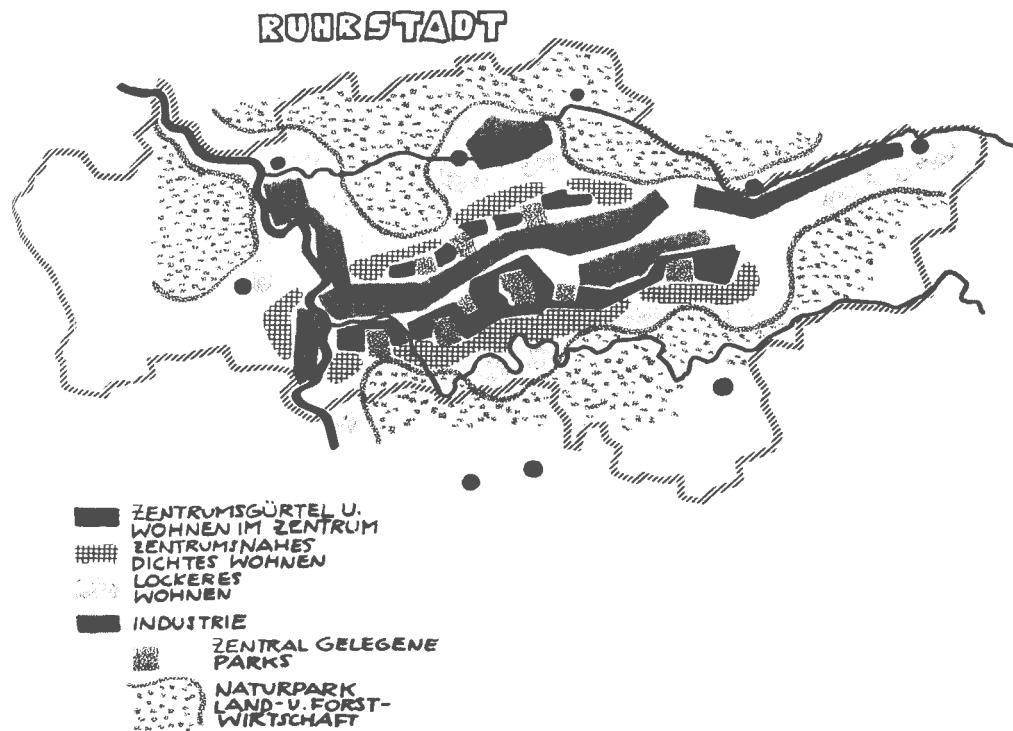 RUHRSTADT
ZENTRUMSGÜRTEL U.
WOHNEN IM ZENTRUM
ZENTRUMSNAHES
DICHTES WOHNEN
LOCKERES
WOHNEN
INDUSTRIE
ZENTRAL GELEGENE
PARKS
NATURPARK
LAND-U. FORST-
WIRTSCHAFT